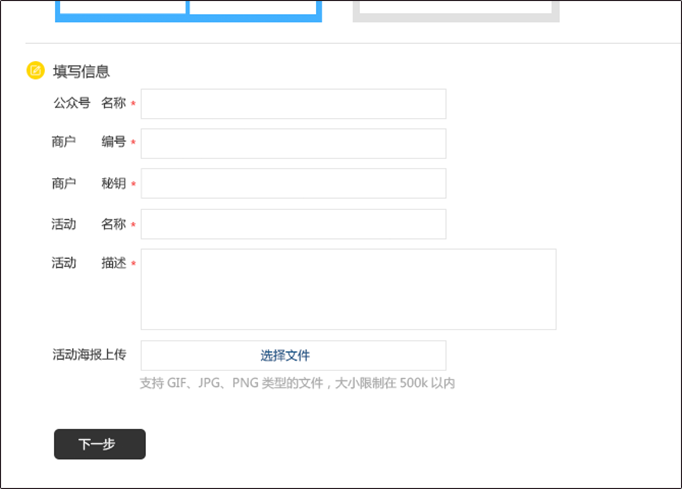 填写信息
公众号 名称 *
商户 编号 *
商户 秘钥 *
活动 名称 *
活动 描述 *
活动海报上传 选择文件
支持 GIF、JPG、PNG 类型的文件，大小限制在 500k 以内
下一步